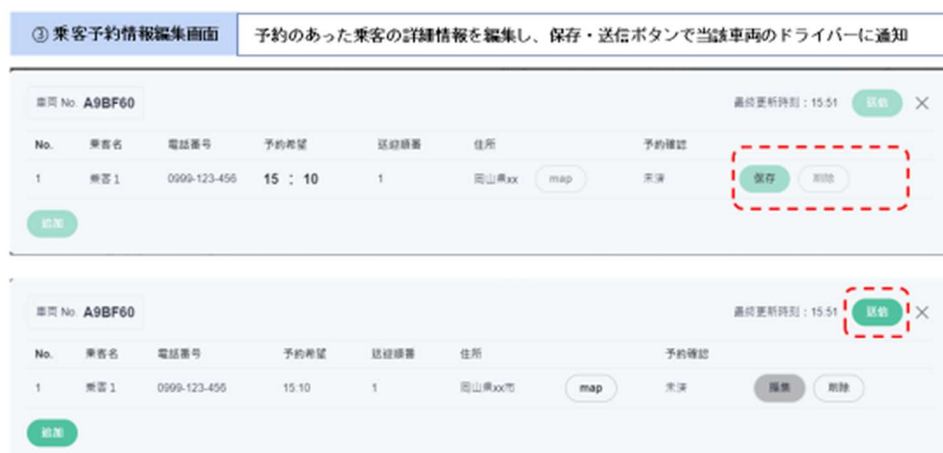 ③ 乗客予約情報編集画面 予約のあった乗客の詳細情報を編集し、保存・送信ボタンで当該車両のドライバーに通知
車両 No. A9BF60 最終更新時刻：15:51 送信 ×
No. 乗客名 電話番号 予約希望 送迎順番 住所 予約確認
1 乗客1 0999-123-456 15 : 10 1 岡山県xx map 未済 保存 削除
追加
車両 No. A9BF60 最終更新時刻：15:51 送信 ×
No. 乗客名 電話番号 予約希望 送迎順番 住所 予約確認
1 乗客1 0999-123-456 15:10 1 岡山県xx市 map 未済 編集 削除
追加